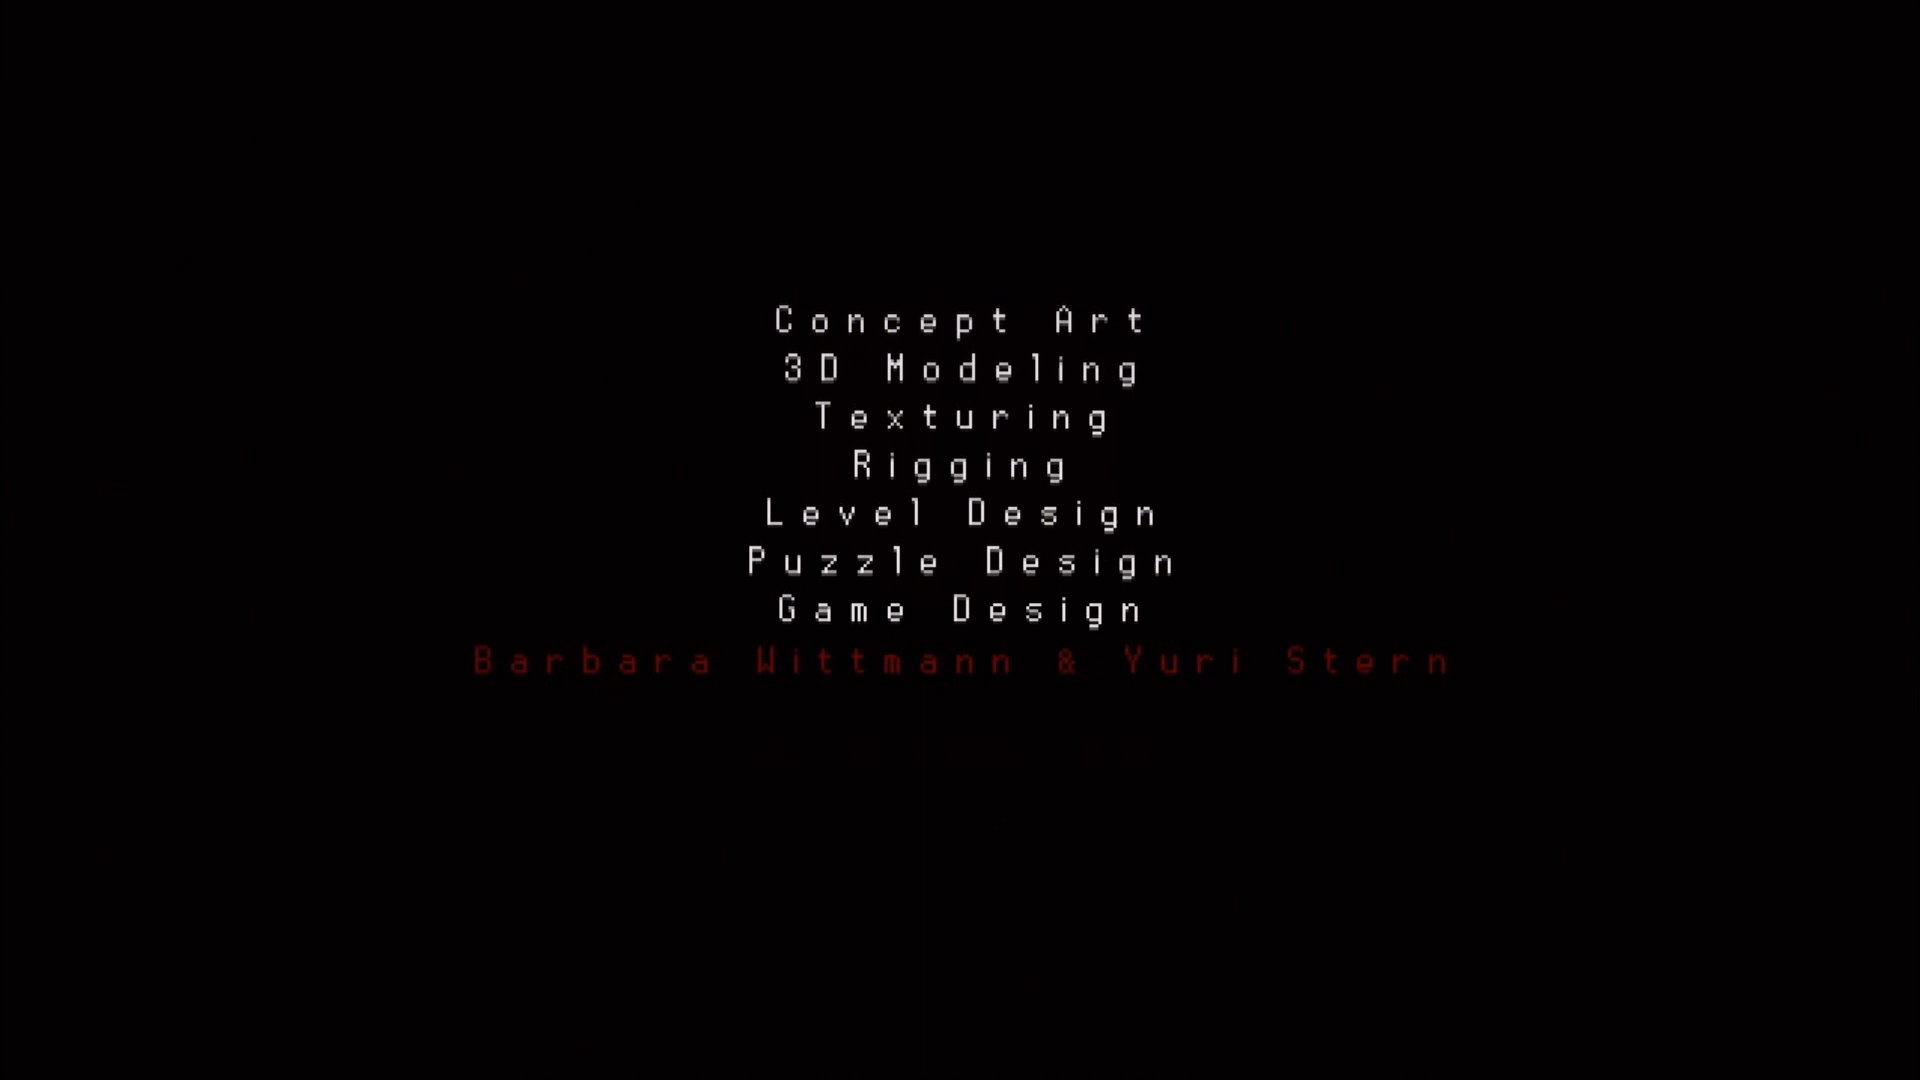 Concept Art
3D Modeling
Texturing
Rigging
Level Design
Puzzle Design
Game Design
Barbara Wittmann & Yuri Stern